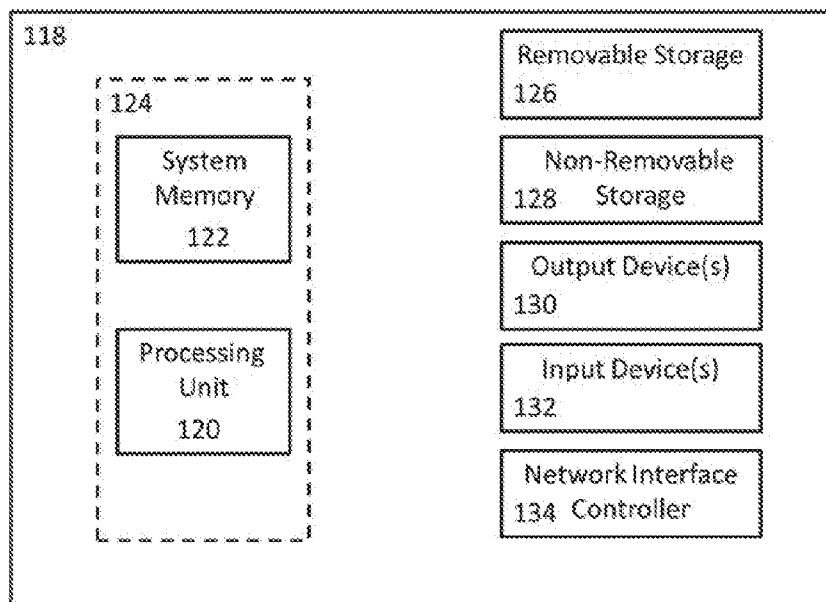 118
124
System
Memory
122
Processing
Unit
120
Removable Storage
126
Non-Removable
128 Storage
Output Device(s)
130
Input Device(s)
132
Network Interface
134 Controller